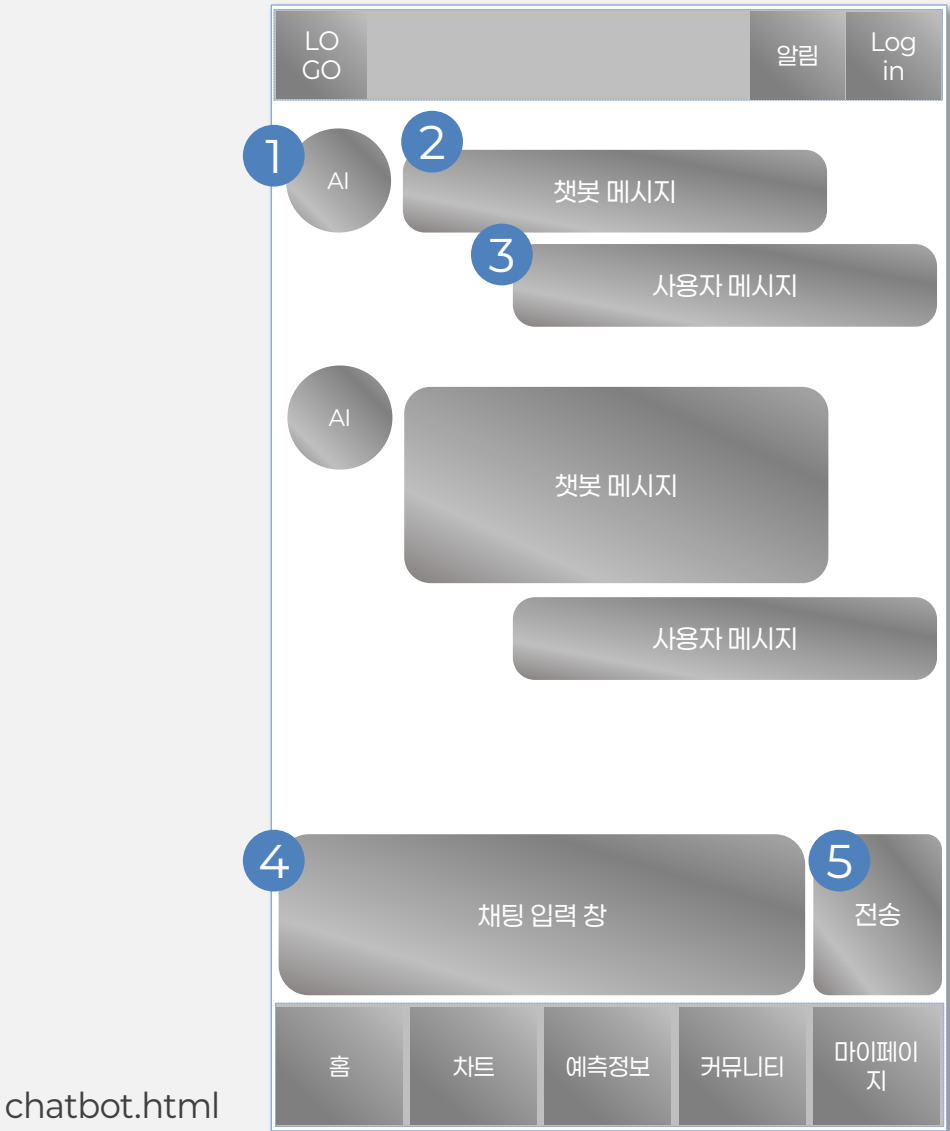 LO
GO
알림
Log
in
1
AI
2
챗봇 메시지
3
사용자 메시지
AI
챗봇 메시지
사용자 메시지
4
채팅 입력 창
5
전송
홈
차트
예측정보
커뮤니티
마이페이
지
chatbot.html